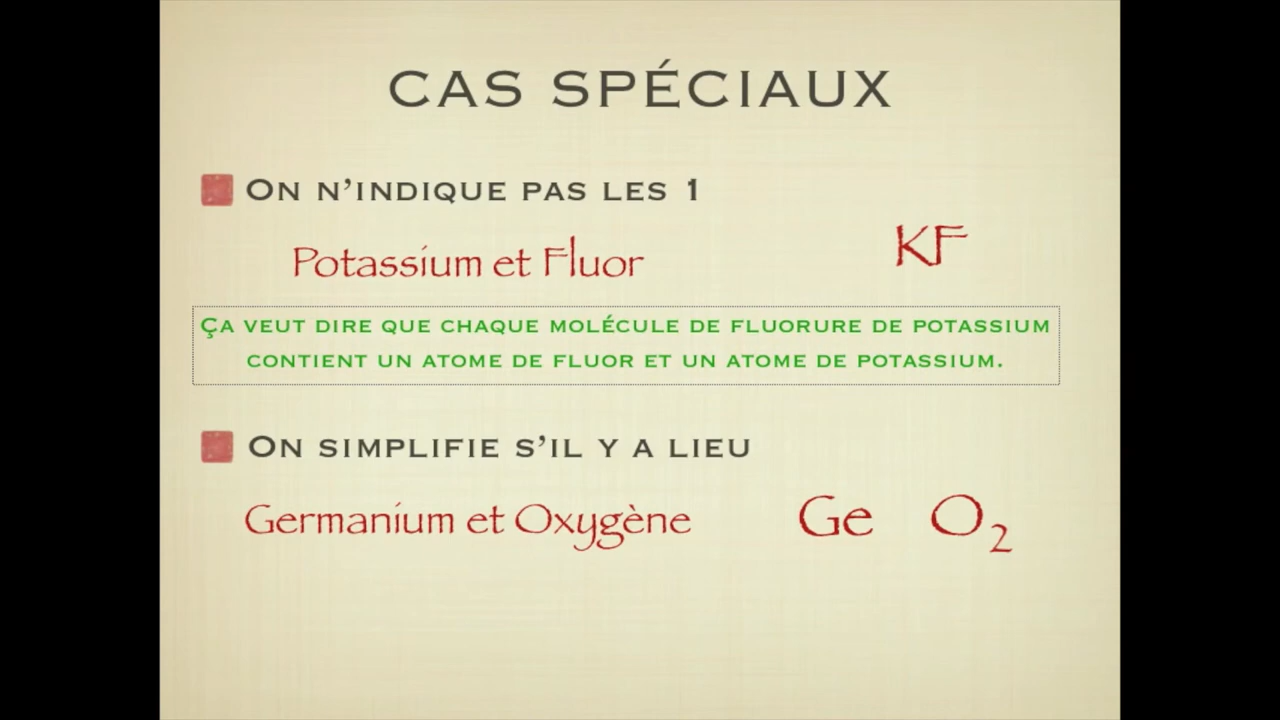 CAS SPÉCIAUX
ON N’INDIQUE PAS LES 1
Potassium et Fluor KF
ÇA VEUT DIRE QUE CHAQUE MOLÉCULE DE FLUORURE DE POTASSIUM
CONTIENT UN ATOME DE FLUOR ET UN ATOME DE POTASSIUM.
ON SIMPLIFIE S’IL Y A LIEU
Germanium et Oxygène Ge O₂